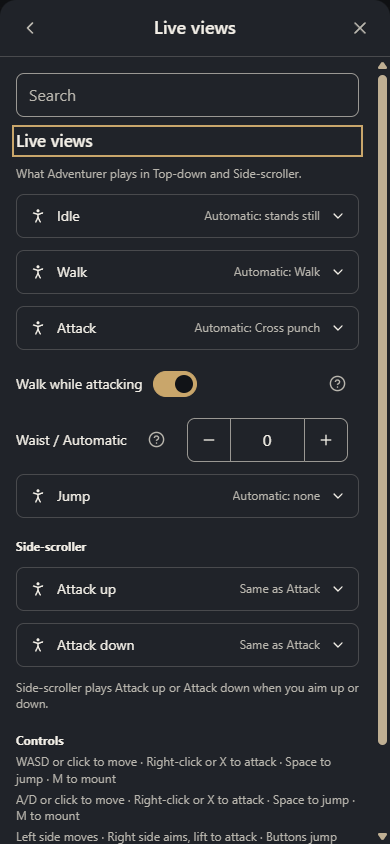 Live views
Search
Live views
What Adventurer plays in Top-down and Side-scroller.
Idle Automatic: stands still
Walk Automatic: Walk
Attack Automatic: Cross punch
Walk while attacking ?
Waist / Automatic ? − 0 +
Jump Automatic: none
Side-scroller
Attack up Same as Attack
Attack down Same as Attack
Side-scroller plays Attack up or Attack down when you aim up or
down.
Controls
WASD or click to move · Right-click or X to attack · Space to
jump · M to mount
A/D or click to move · Right-click or X to attack · Space to jump ·
M to mount
Left side moves · Right side aims, lift to attack · Buttons jump